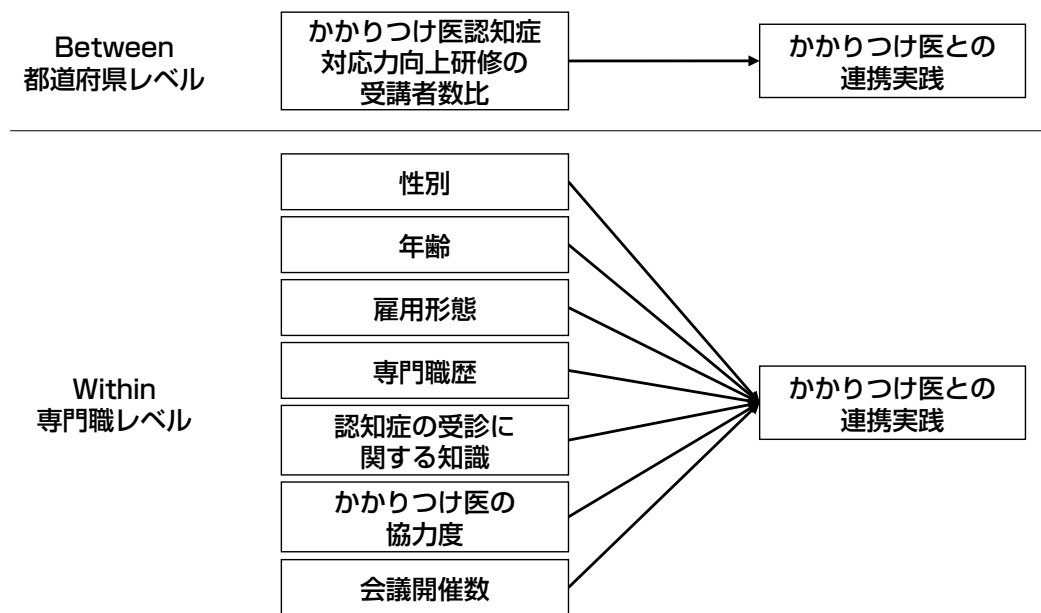 Between
都道府県レベル
かかりつけ医認知症
対応力向上研修の
受講者数比
かかりつけ医との
連携実践
Within
専門職レベル
性別
年齢
雇用形態
専門職歴
認知症の受診に
関する知識
かかりつけ医の
協力度
会議開催数
かかりつけ医との
連携実践